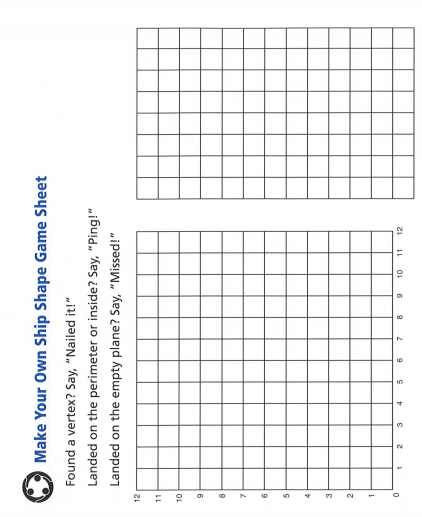 Make Your Own Ship Shape Game Sheet
Found a vertex? Say, “Nailed it!”
Landed on the perimeter or inside? Say, “Ping!”
Landed on the empty plane? Say, “Missed!”
12
11
10
9
8
7
6
5
4
3
2
1
0
1 2 3 4 5 6 7 8 9 10 11 12